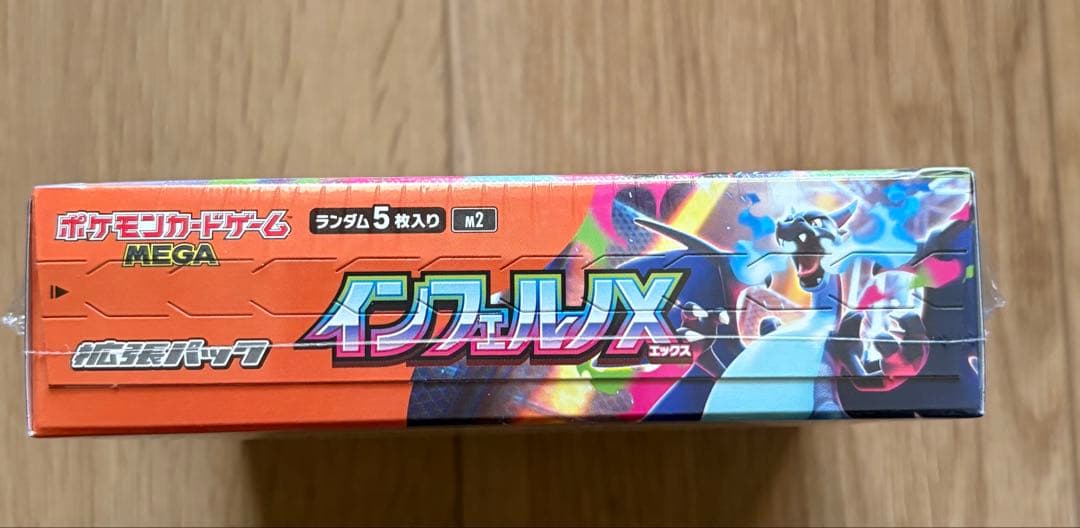 ポケモンカードゲーム
MEGA
ランダム5枚入り
M2
インフェルノX
エックス
拡張パック